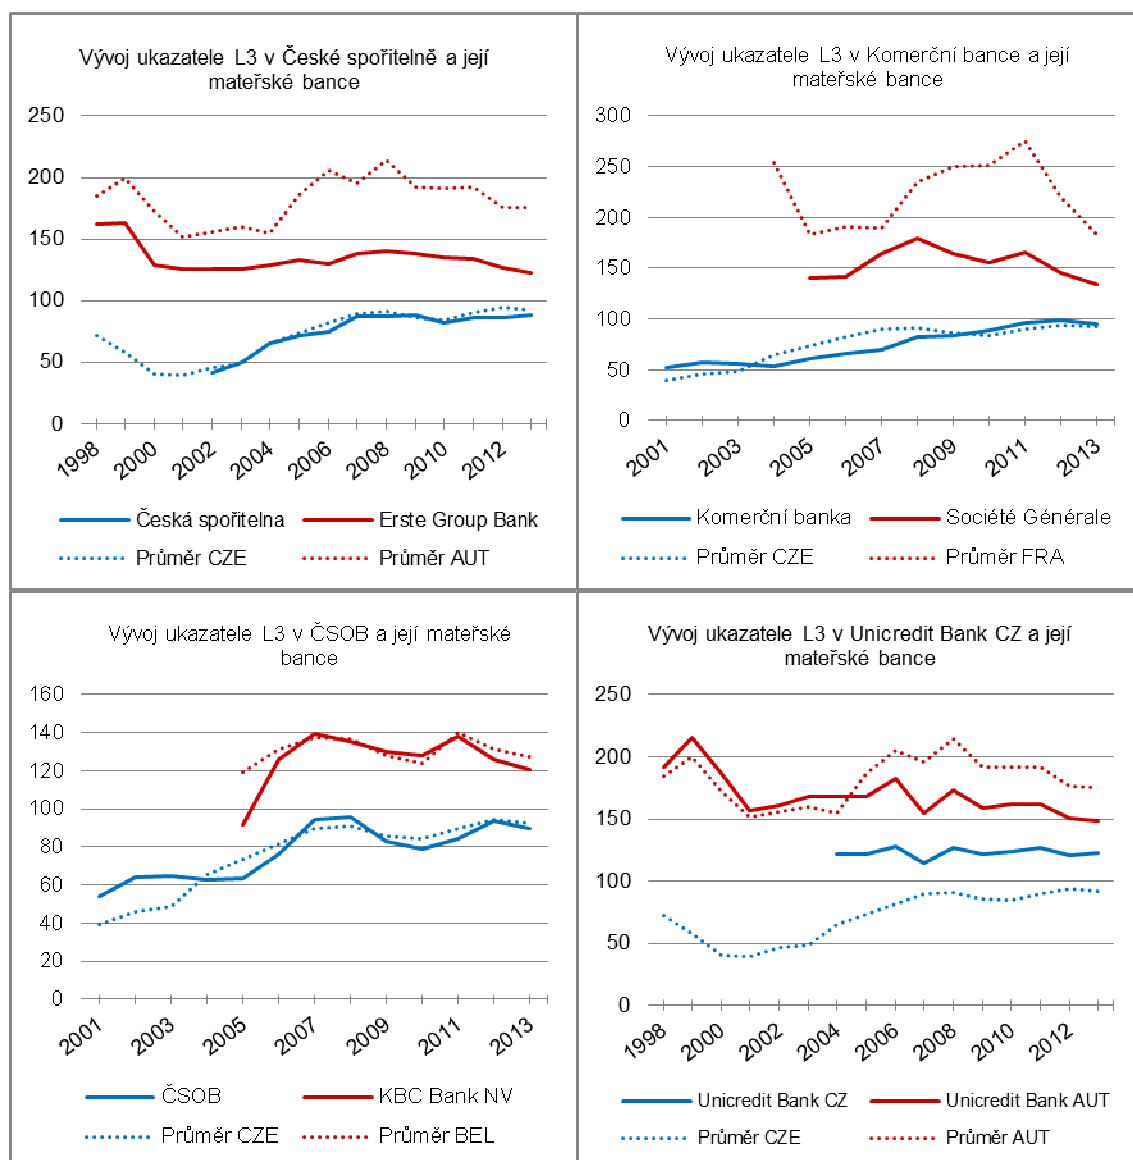 Vývoj ukazatele L3 v České spořitelně a její
mateřské bance
250
200
150
100
50
0
1998
2000
2002
2004
2006
2008
2010
2012
Česká spořitelna
Erste Group Bank
Průměr CZE
Průměr AUT
Vývoj ukazatele L3 v Komerční bance a její
mateřské bance
300
250
200
150
100
50
0
2001
2003
2005
2007
2009
2011
2013
Komerční banka
Société Générale
Průměr CZE
Průměr FRA
Vývoj ukazatele L3 v ČSOB a její mateřské
bance
160
140
120
100
80
60
40
20
0
2001
2003
2005
2007
2009
2011
2013
ČSOB
KBC Bank NV
Průměr CZE
Průměr BEL
Vývoj ukazatele L3 v Unicredit Bank CZ a její
mateřské bance
250
200
150
100
50
0
1998
2000
2002
2004
2006
2008
2010
2012
Unicredit Bank CZ
Unicredit Bank AUT
Průměr CZE
Průměr AUT